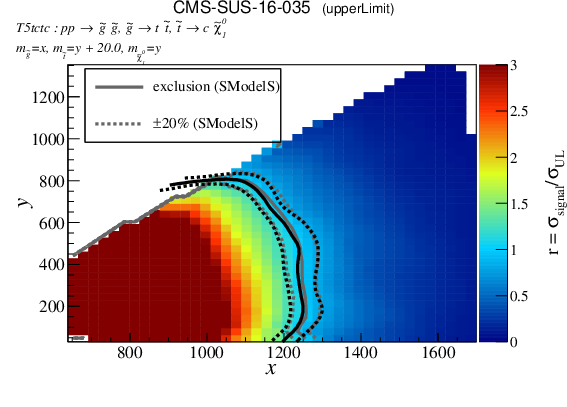 CMS-SUS-16-035 (upperLimit)
T5tctc : pp → g̃ g̃, g̃ → t t̃, t̃ → c χ̃₁⁰
m_g̃=x, m_t̃=y + 20.0, m_χ̃₁⁰=y
exclusion (SModelS)
±20% (SModelS)
1200
1000
800
600
400
200
y
800 1000 1200 1400 1600
x
3
2.5
2
1.5
1
0.5
0
r = σ_signal/σ_UL